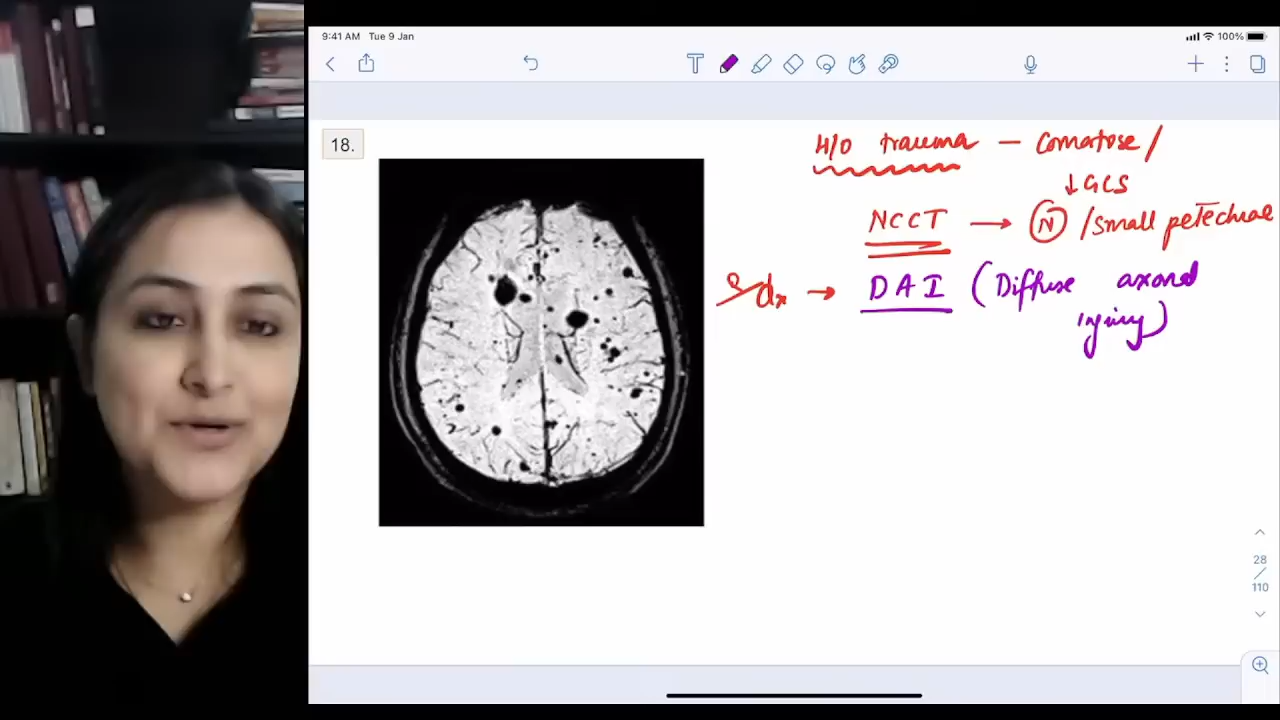 9:41 AM Tue 9 Jan
100%
T
18.
H/O trauma — Comatose /
↓ GCS
NCCT → N /small petechiae
dx → DAI (Diffuse axonal
injury)
28
/
110